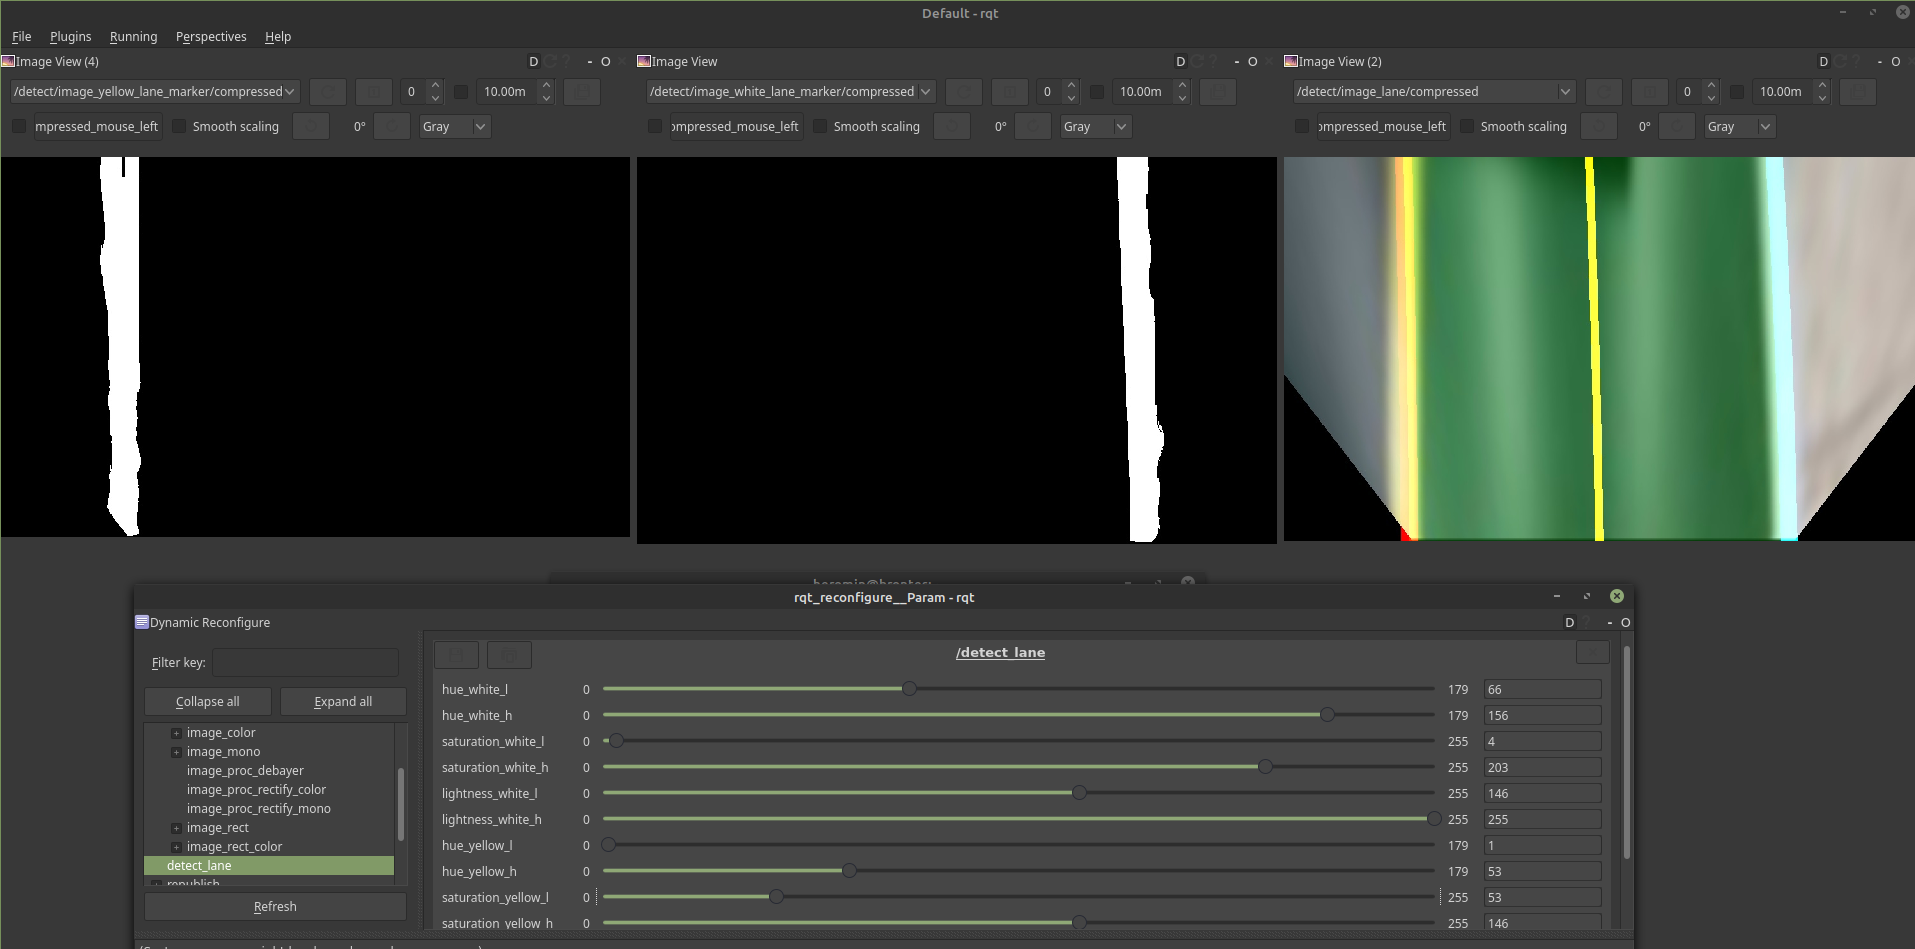 Default - rqt
File Plugins Running Perspectives Help
Image View (4) D - O
Image View D - O
Image View (2) D - O
/detect/image_yellow_lane_marker/compressed 0 10.00m
/detect/image_white_lane_marker/compressed 0 10.00m
/detect/image_lane/compressed 0 10.00m
mpressed_mouse_left Smooth scaling 0° Gray
ompressed_mouse_left Smooth scaling 0° Gray
ompressed_mouse_left Smooth scaling 0° Gray
rqt_reconfigure__Param - rqt
Dynamic Reconfigure D - O
Filter key:
Collapse all Expand all
image_color
image_mono
image_proc_debayer
image_proc_rectify_color
image_proc_rectify_mono
image_rect
image_rect_color
detect_lane
republish
Refresh
/detect_lane
hue_white_l 0 179 66
hue_white_h 0 179 156
saturation_white_l 0 255 4
saturation_white_h 0 255 203
lightness_white_l 0 255 146
lightness_white_h 0 255 255
hue_yellow_l 0 179 1
hue_yellow_h 0 179 53
saturation_yellow_l 0 255 53
saturation_yellow_h 0 255 146